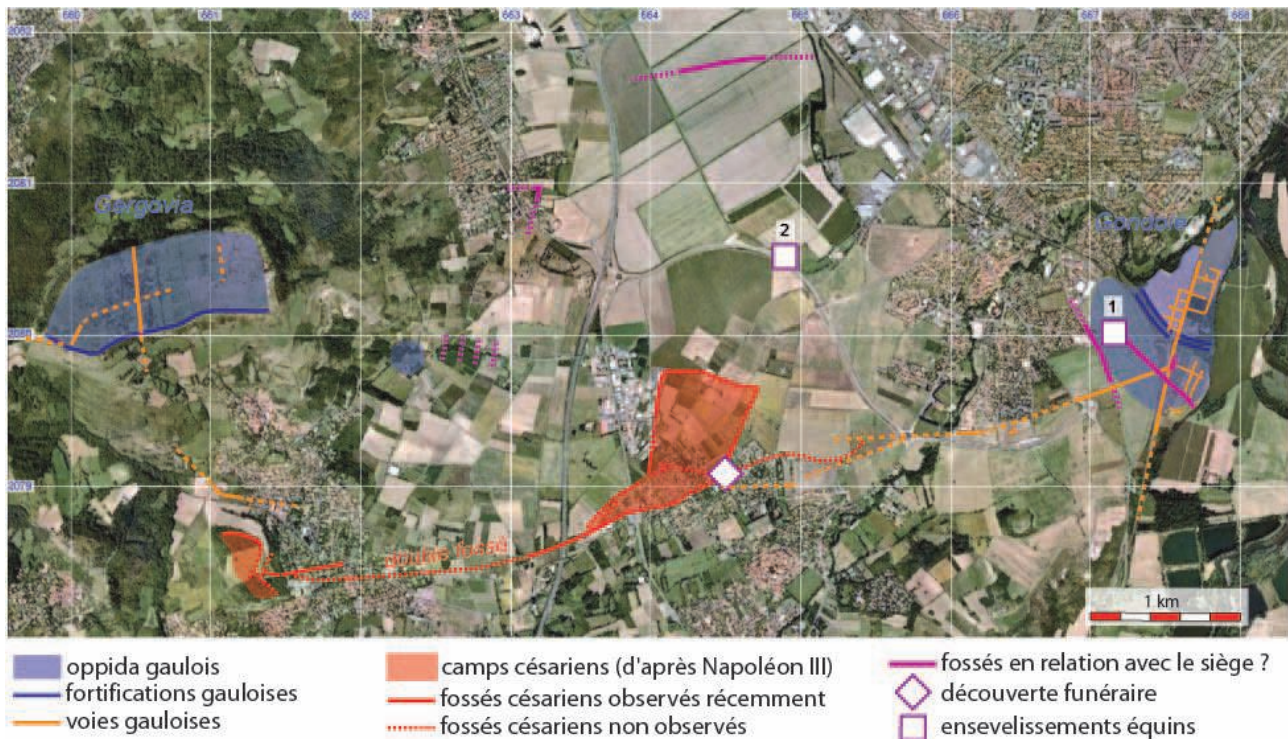 660 661 662 663 664 665 666 667 668
2082
2081
Gergovia
Gondole
2
1
2080
2079
double fossé
1 km
oppida gaulois
fortifications gauloises
voies gauloises
camps césariens (d'après Napoléon III)
fossés césariens observés récemment
fossés césariens non observés
fossés en relation avec le siège ?
découverte funéraire
ensevelissements équins